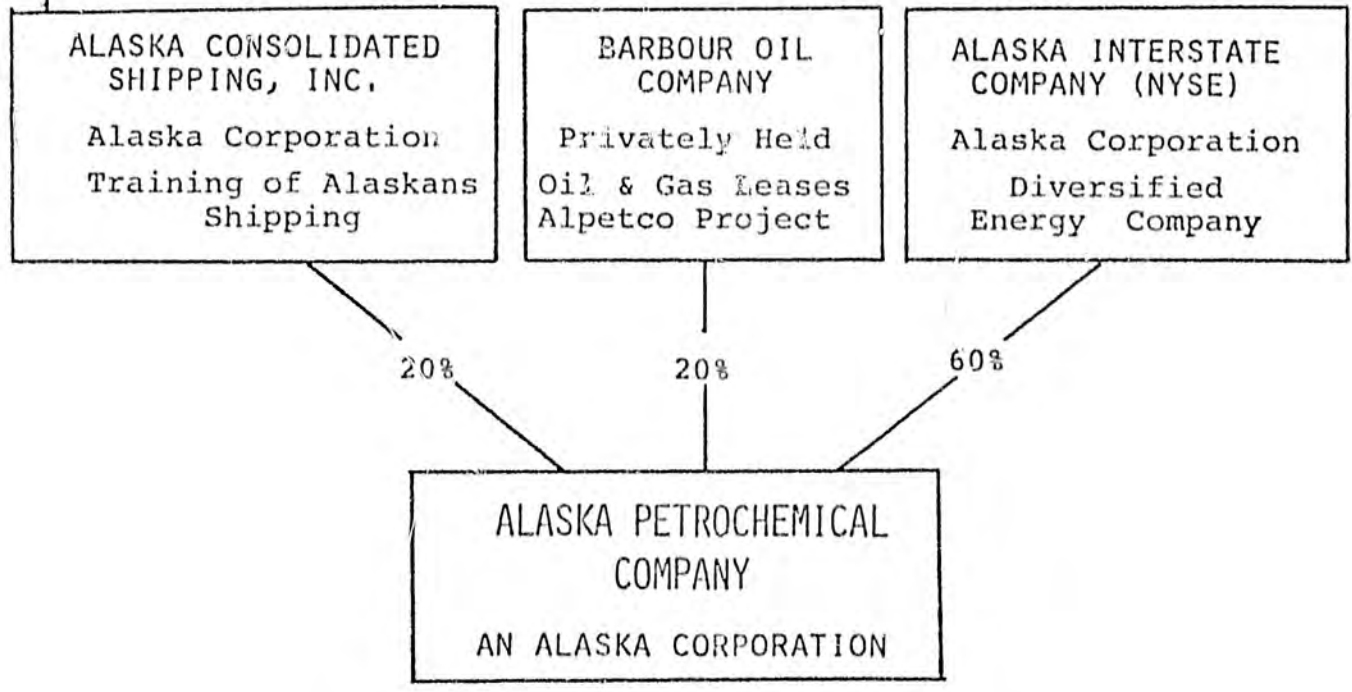 ALASKA CONSOLIDATED
SHIPPING, INC.
Alaska Corporation
Training of Alaskans
Shipping
BARBOUR OIL
COMPANY
Privately Held
Oil & Gas Leases
Alpetco Project
ALASKA INTERSTATE
COMPANY (NYSE)
Alaska Corporation
Diversified
Energy Company
20%
20%
60%
ALASKA PETROCHEMICAL
COMPANY
AN ALASKA CORPORATION